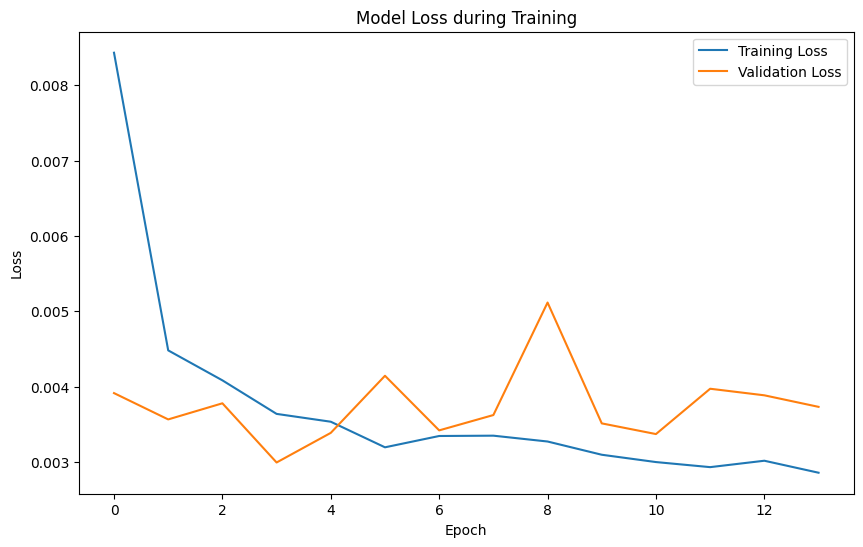 Model Loss during Training
Training Loss
Validation Loss
0.008
0.007
0.006
0.005
0.004
0.003
Loss
0
2
4
6
8
10
12
Epoch